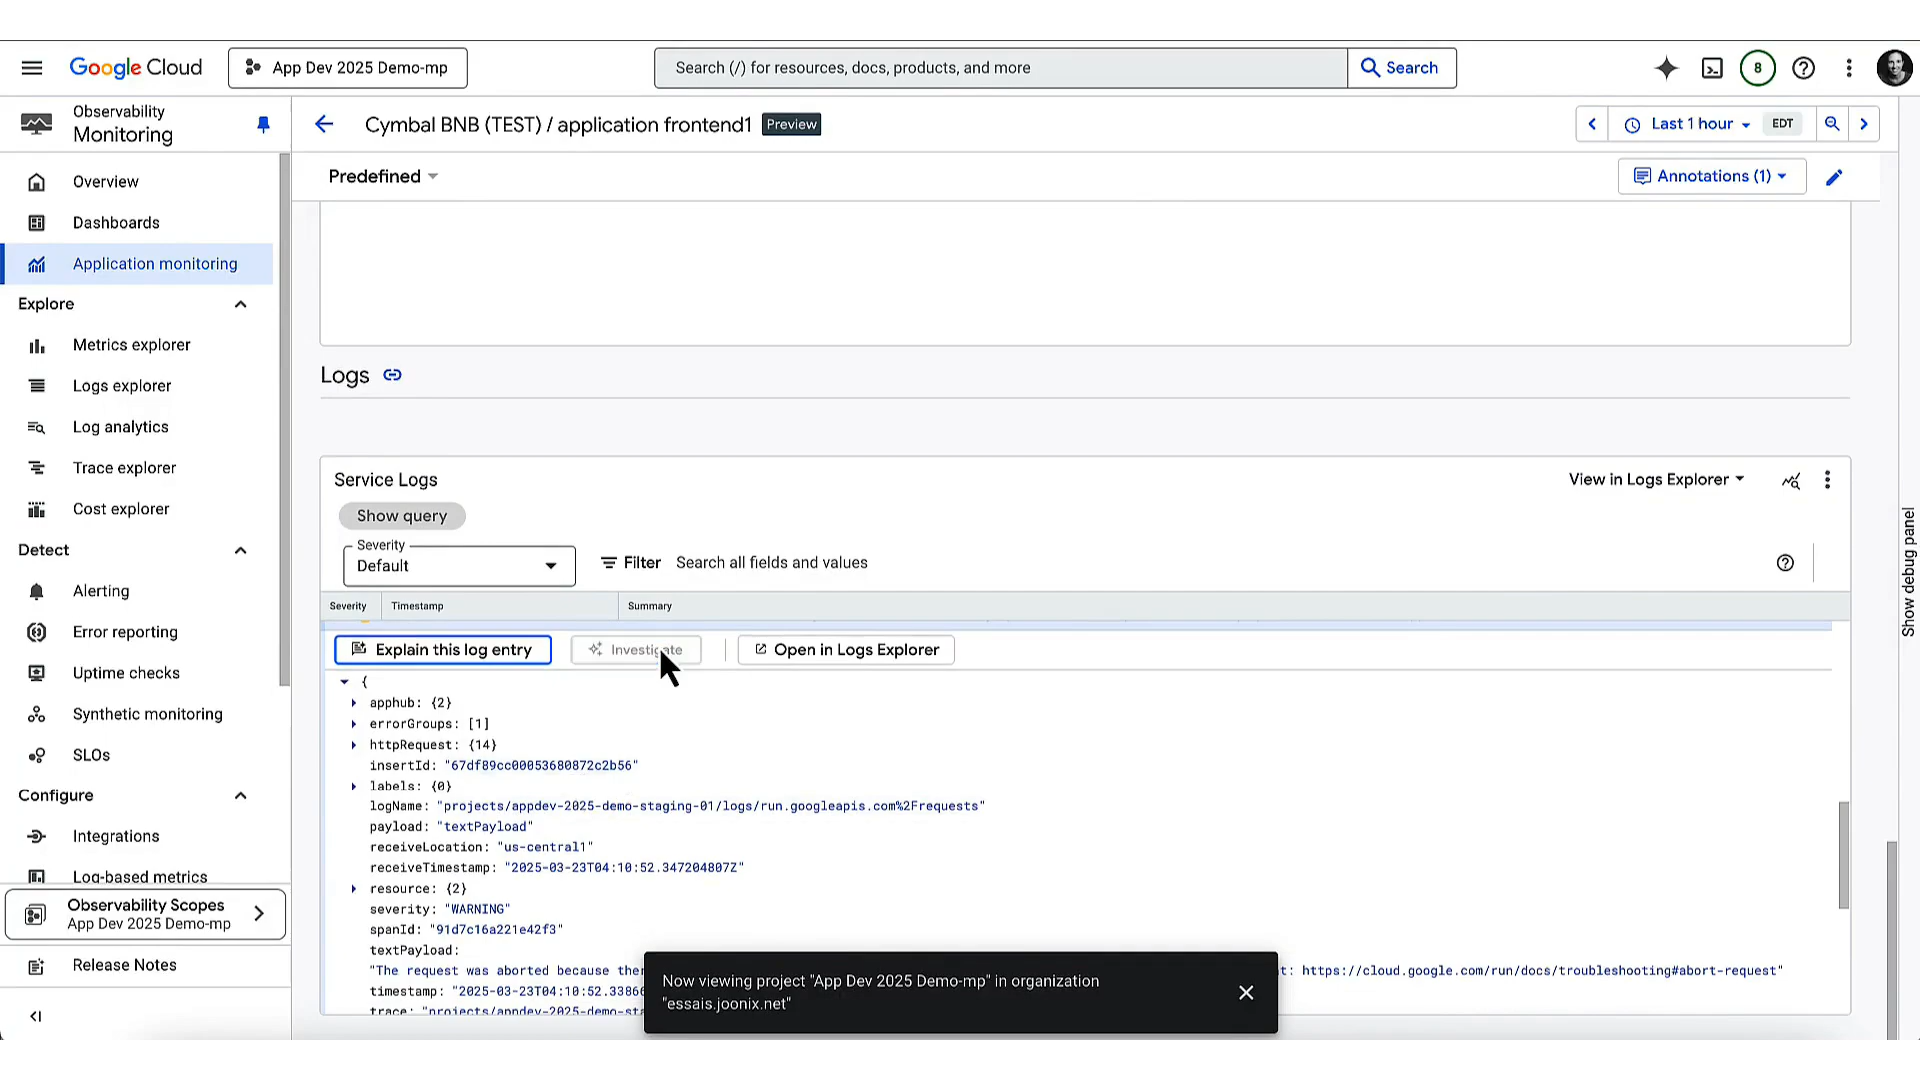 Google Cloud
App Dev 2025 Demo-mp
Search (/) for resources, docs, products, and more
Search
8
Observability
Monitoring
Cymbal BNB (TEST) / application frontend1
Preview
Last 1 hour
EDT
Predefined
Annotations (1)
Overview
Dashboards
Application monitoring
Explore
Metrics explorer
Logs explorer
Log analytics
Trace explorer
Cost explorer
Detect
Alerting
Error reporting
Uptime checks
Synthetic monitoring
SLOs
Configure
Integrations
Log-based metrics
Observability Scopes
App Dev 2025 Demo-mp
Release Notes
Logs
Service Logs
View in Logs Explorer
Show query
Severity
Default
Filter
Search all fields and values
Severity
Timestamp
Summary
Explain this log entry
Investigate
Open in Logs Explorer
{
apphub: {2}
errorGroups: [1]
httpRequest: {14}
insertId: "67df89cc00053680872c2b56"
labels: {0}
logName: "projects/appdev-2025-demo-staging-01/logs/run.googleapis.com%2Frequests"
payload: "textPayload"
receiveLocation: "us-central1"
receiveTimestamp: "2025-03-23T04:10:52.347204807Z"
resource: {2}
severity: "WARNING"
spanId: "91d7c16a221e42f3"
textPayload:
"The request was aborted because ther t: https://cloud.google.com/run/docs/troubleshooting#abort-request"
timestamp: "2025-03-23T04:10:52.33866
trace: "projects/appdev-2025-demo-sta
Now viewing project "App Dev 2025 Demo-mp" in organization
"essais.joonix.net"
Show debug panel